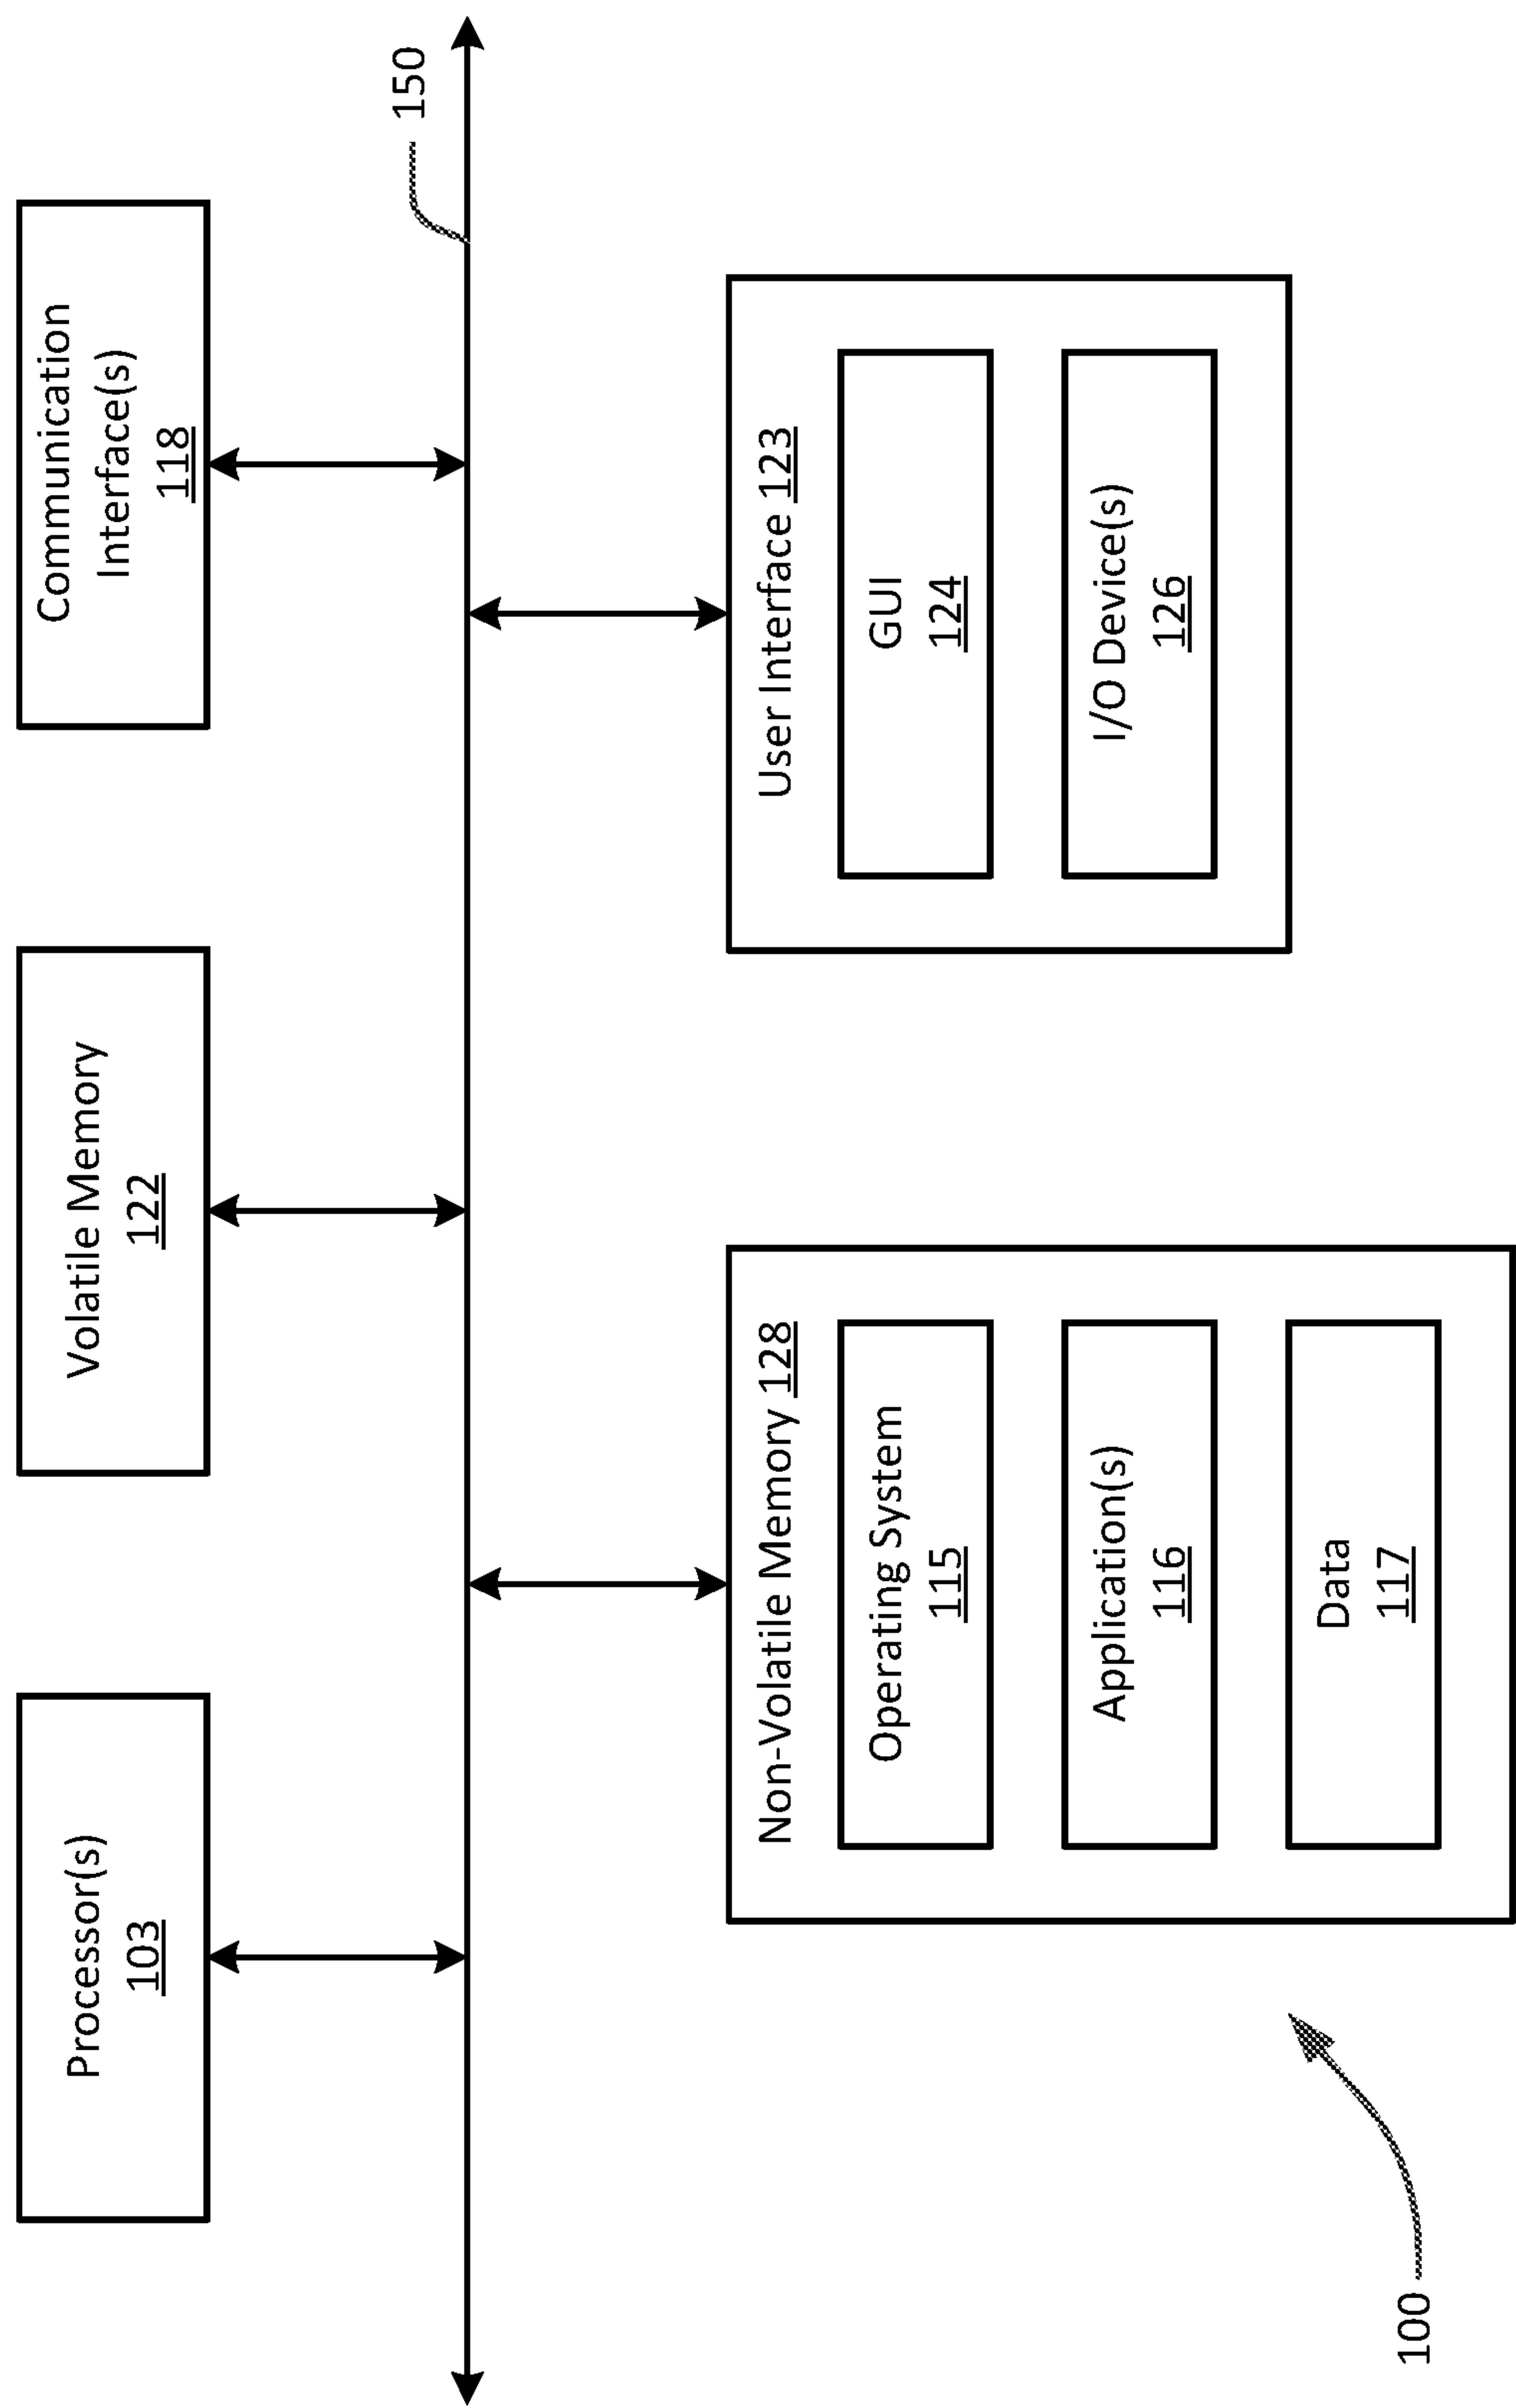 Processor(s)
103
Volatile Memory
122
Communication
Interface(s)
118
150
Non-Volatile Memory 128
Operating System
115
Application(s)
116
Data
117
User Interface 123
GUI
124
I/O Device(s)
126
100